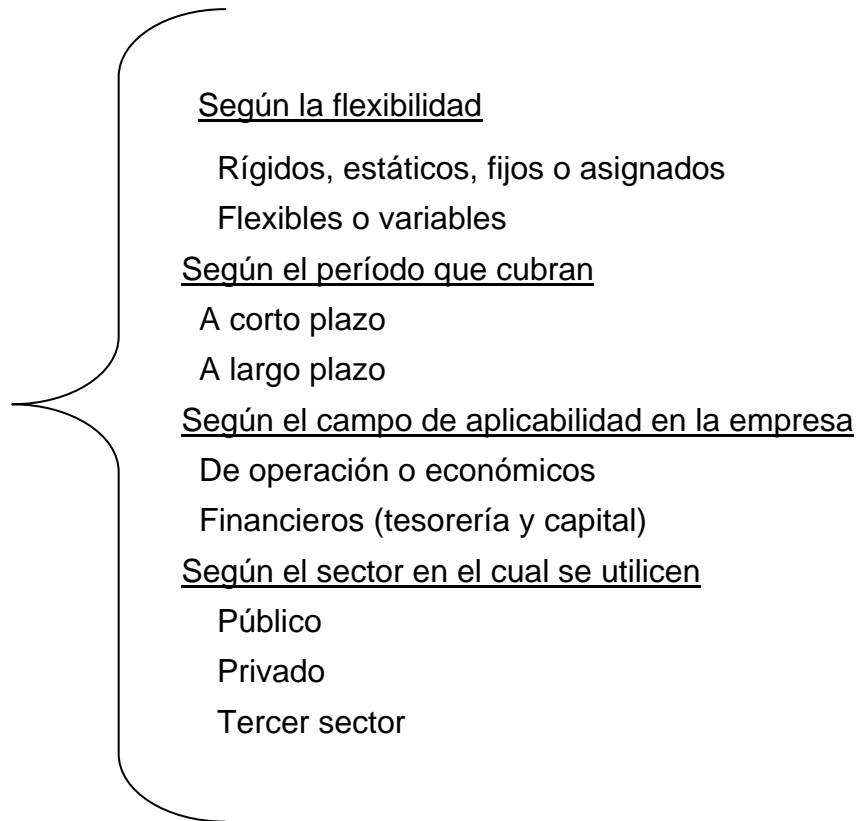 Según la flexibilidad
Rígidos, estáticos, fijos o asignados
Flexibles o variables
Según el período que cubran
A corto plazo
A largo plazo
Según el campo de aplicabilidad en la empresa
De operación o económicos
Financieros (tesorería y capital)
Según el sector en el cual se utilicen
Público
Privado
Tercer sector